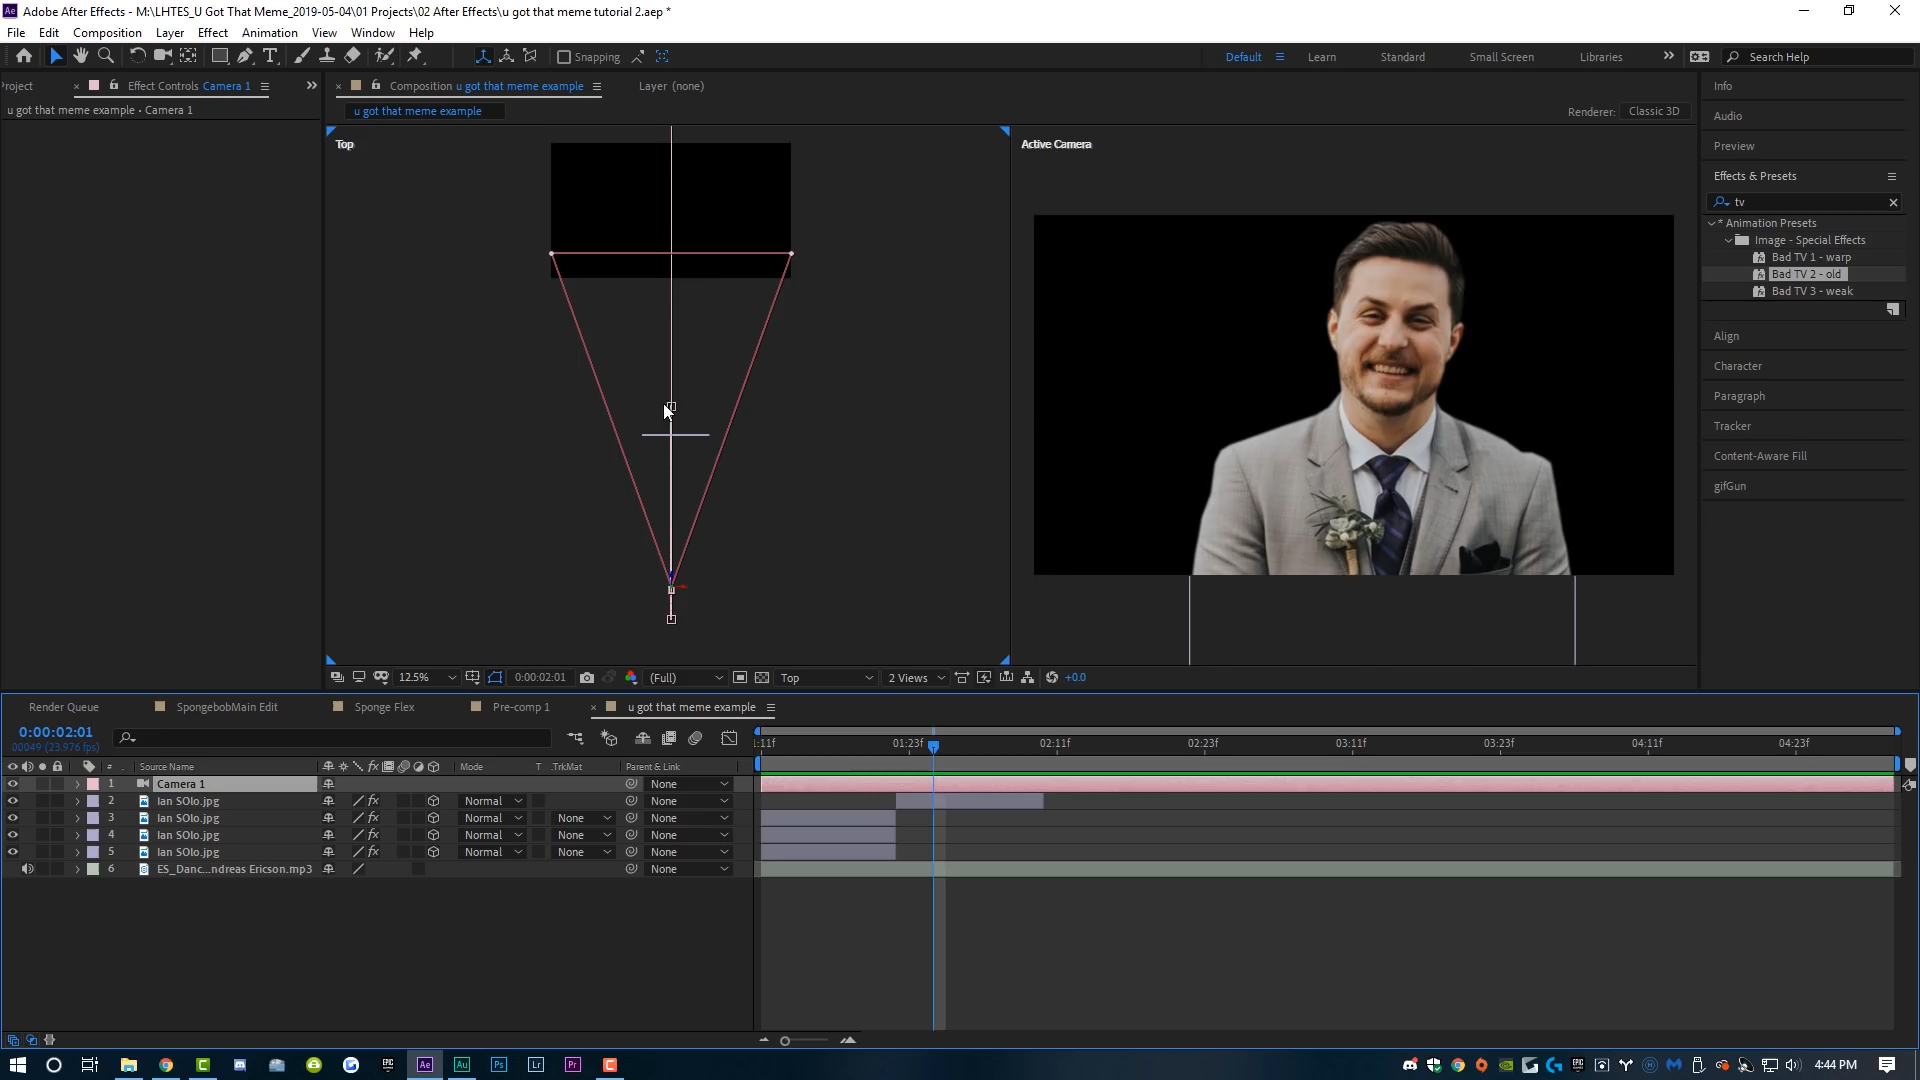 Adobe After Effects - M:\LHTES_U Got That Meme_2019-05-04\01 Projects\02 After Effects\u got that meme tutorial 2.aep *
File Edit Composition Layer Effect Animation View Window Help
Snapping
Default Learn Standard Small Screen Libraries Search Help
Project Effect Controls Camera 1 Composition u got that meme example Layer (none) Info
u got that meme example • Camera 1 u got that meme example Renderer: Classic 3D Audio
Top Active Camera Preview
Effects & Presets
tv
* Animation Presets
Image - Special Effects
Bad TV 1 - warp
Bad TV 2 - old
Bad TV 3 - weak
Align
Character
Paragraph
Tracker
Content-Aware Fill
gifGun
12.5% 0:00:02:01 (Full) Top 2 Views +0.0
Render Queue SpongebobMain Edit Sponge Flex Pre-comp 1 u got that meme example
0:00:02:01
00049 (23.976 fps)
1:11f 01:23f 02:11f 02:23f 03:11f 03:23f 04:11f 04:23f
# Source Name Mode T .TrkMat Parent & Link
1 Camera 1 None
2 Ian SOlo.jpg Normal None
3 Ian SOlo.jpg Normal None None
4 Ian SOlo.jpg Normal None None
5 Ian SOlo.jpg Normal None None
6 ES_Danc...ndreas Ericson.mp3 None
4:44 PM